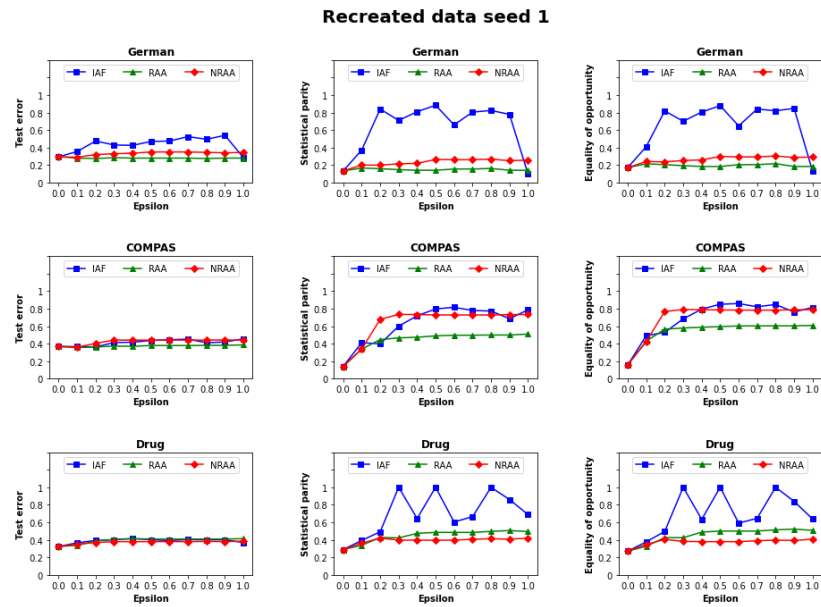 Recreated data seed 1
German
IAF RAA NRAA
Test error
1
0.8
0.6
0.4
0.2
0
0.0 0.1 0.2 0.3 0.4 0.5 0.6 0.7 0.8 0.9 1.0
Epsilon
German
IAF RAA NRAA
Statistical parity
1
0.8
0.6
0.4
0.2
0
0.0 0.1 0.2 0.3 0.4 0.5 0.6 0.7 0.8 0.9 1.0
Epsilon
German
IAF RAA NRAA
Equality of opportunity
1
0.8
0.6
0.4
0.2
0
0.0 0.1 0.2 0.3 0.4 0.5 0.6 0.7 0.8 0.9 1.0
Epsilon
COMPAS
IAF RAA NRAA
Test error
1
0.8
0.6
0.4
0.2
0
0.0 0.1 0.2 0.3 0.4 0.5 0.6 0.7 0.8 0.9 1.0
Epsilon
COMPAS
IAF RAA NRAA
Statistical parity
1
0.8
0.6
0.4
0.2
0
0.0 0.1 0.2 0.3 0.4 0.5 0.6 0.7 0.8 0.9 1.0
Epsilon
COMPAS
IAF RAA NRAA
Equality of opportunity
1
0.8
0.6
0.4
0.2
0
0.0 0.1 0.2 0.3 0.4 0.5 0.6 0.7 0.8 0.9 1.0
Epsilon
Drug
IAF RAA NRAA
Test error
1
0.8
0.6
0.4
0.2
0
0.0 0.1 0.2 0.3 0.4 0.5 0.6 0.7 0.8 0.9 1.0
Epsilon
Drug
IAF RAA NRAA
Statistical parity
1
0.8
0.6
0.4
0.2
0
0.0 0.1 0.2 0.3 0.4 0.5 0.6 0.7 0.8 0.9 1.0
Epsilon
Drug
IAF RAA NRAA
Equality of opportunity
1
0.8
0.6
0.4
0.2
0
0.0 0.1 0.2 0.3 0.4 0.5 0.6 0.7 0.8 0.9 1.0
Epsilon